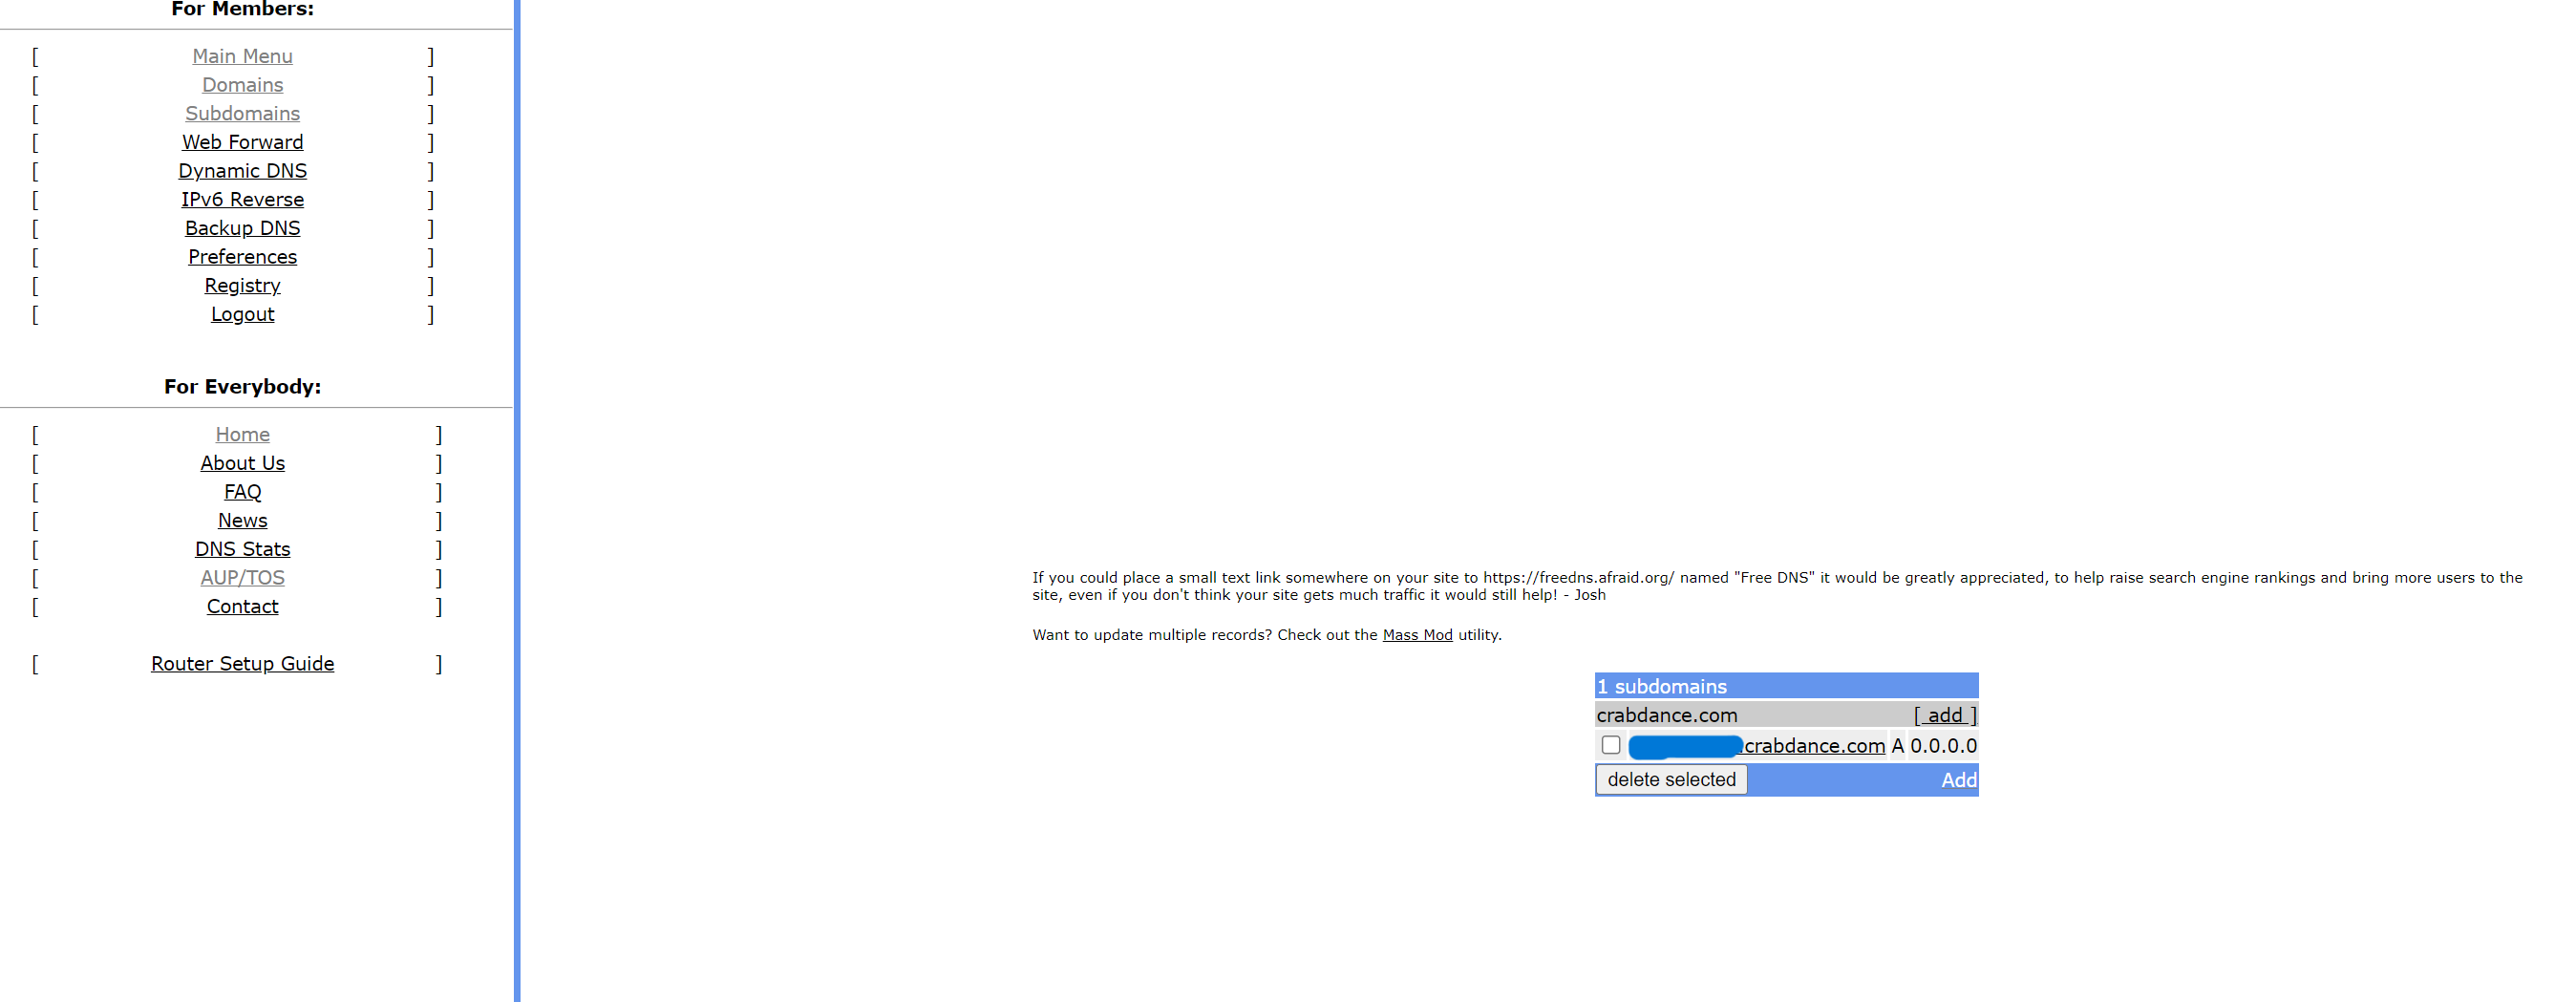 For Members:
[ Main Menu ]
[ Domains ]
[ Subdomains ]
[ Web Forward ]
[ Dynamic DNS ]
[ IPv6 Reverse ]
[ Backup DNS ]
[ Preferences ]
[ Registry ]
[ Logout ]
For Everybody:
[ Home ]
[ About Us ]
[ FAQ ]
[ News ]
[ DNS Stats ]
[ AUP/TOS ]
[ Contact ]
[ Router Setup Guide ]
If you could place a small text link somewhere on your site to https://freedns.afraid.org/ named "Free DNS" it would be greatly appreciated, to help raise search engine rankings and bring more users to the
site, even if you don't think your site gets much traffic it would still help! - Josh
Want to update multiple records? Check out the Mass Mod utility.
1 subdomains
crabdance.com [ add ]
.crabdance.com A 0.0.0.0
delete selected Add